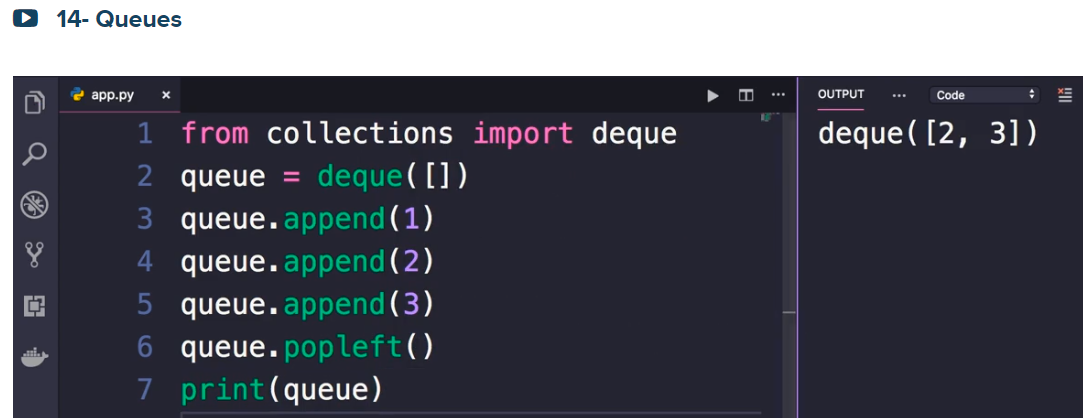 14- Queues
app.py x
OUTPUT ... Code
1 from collections import deque
2 queue = deque([])
3 queue.append(1)
4 queue.append(2)
5 queue.append(3)
6 queue.popleft()
7 print(queue)
deque([2, 3])